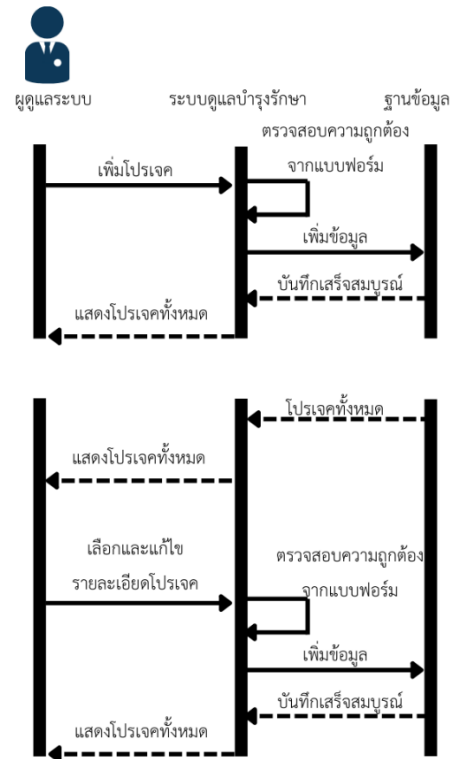 ผู้ดูแลระบบ
ระบบดูแลบำรุงรักษา
ฐานข้อมูล
ตรวจสอบความถูกต้อง
จากแบบฟอร์ม
เพิ่มโปรเจค
เพิ่มข้อมูล
บันทึกเสร็จสมบูรณ์
แสดงโปรเจคทั้งหมด
โปรเจคทั้งหมด
แสดงโปรเจคทั้งหมด
เลือกและแก้ไข
รายละเอียดโปรเจค
ตรวจสอบความถูกต้อง
จากแบบฟอร์ม
เพิ่มข้อมูล
บันทึกเสร็จสมบูรณ์
แสดงโปรเจคทั้งหมด